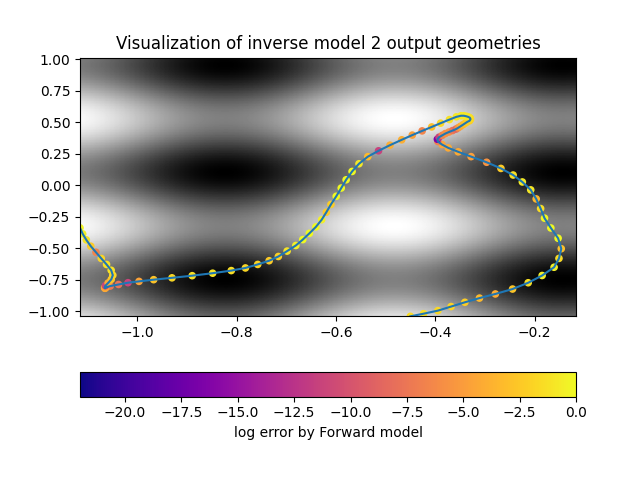 Visualization of inverse model 2 output geometries
1.00
0.75
0.50
0.25
0.00
−0.25
−0.50
−0.75
−1.00
−1.0 −0.8 −0.6 −0.4 −0.2
−20.0 −17.5 −15.0 −12.5 −10.0 −7.5 −5.0 −2.5 0.0
log error by Forward model